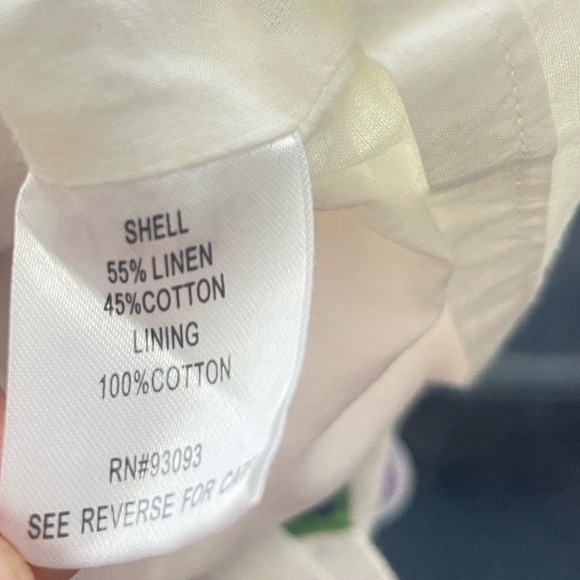 SHELL
55% LINEN
45%COTTON
LINING
100%COTTON
RN#93093
SEE REVERSE FOR